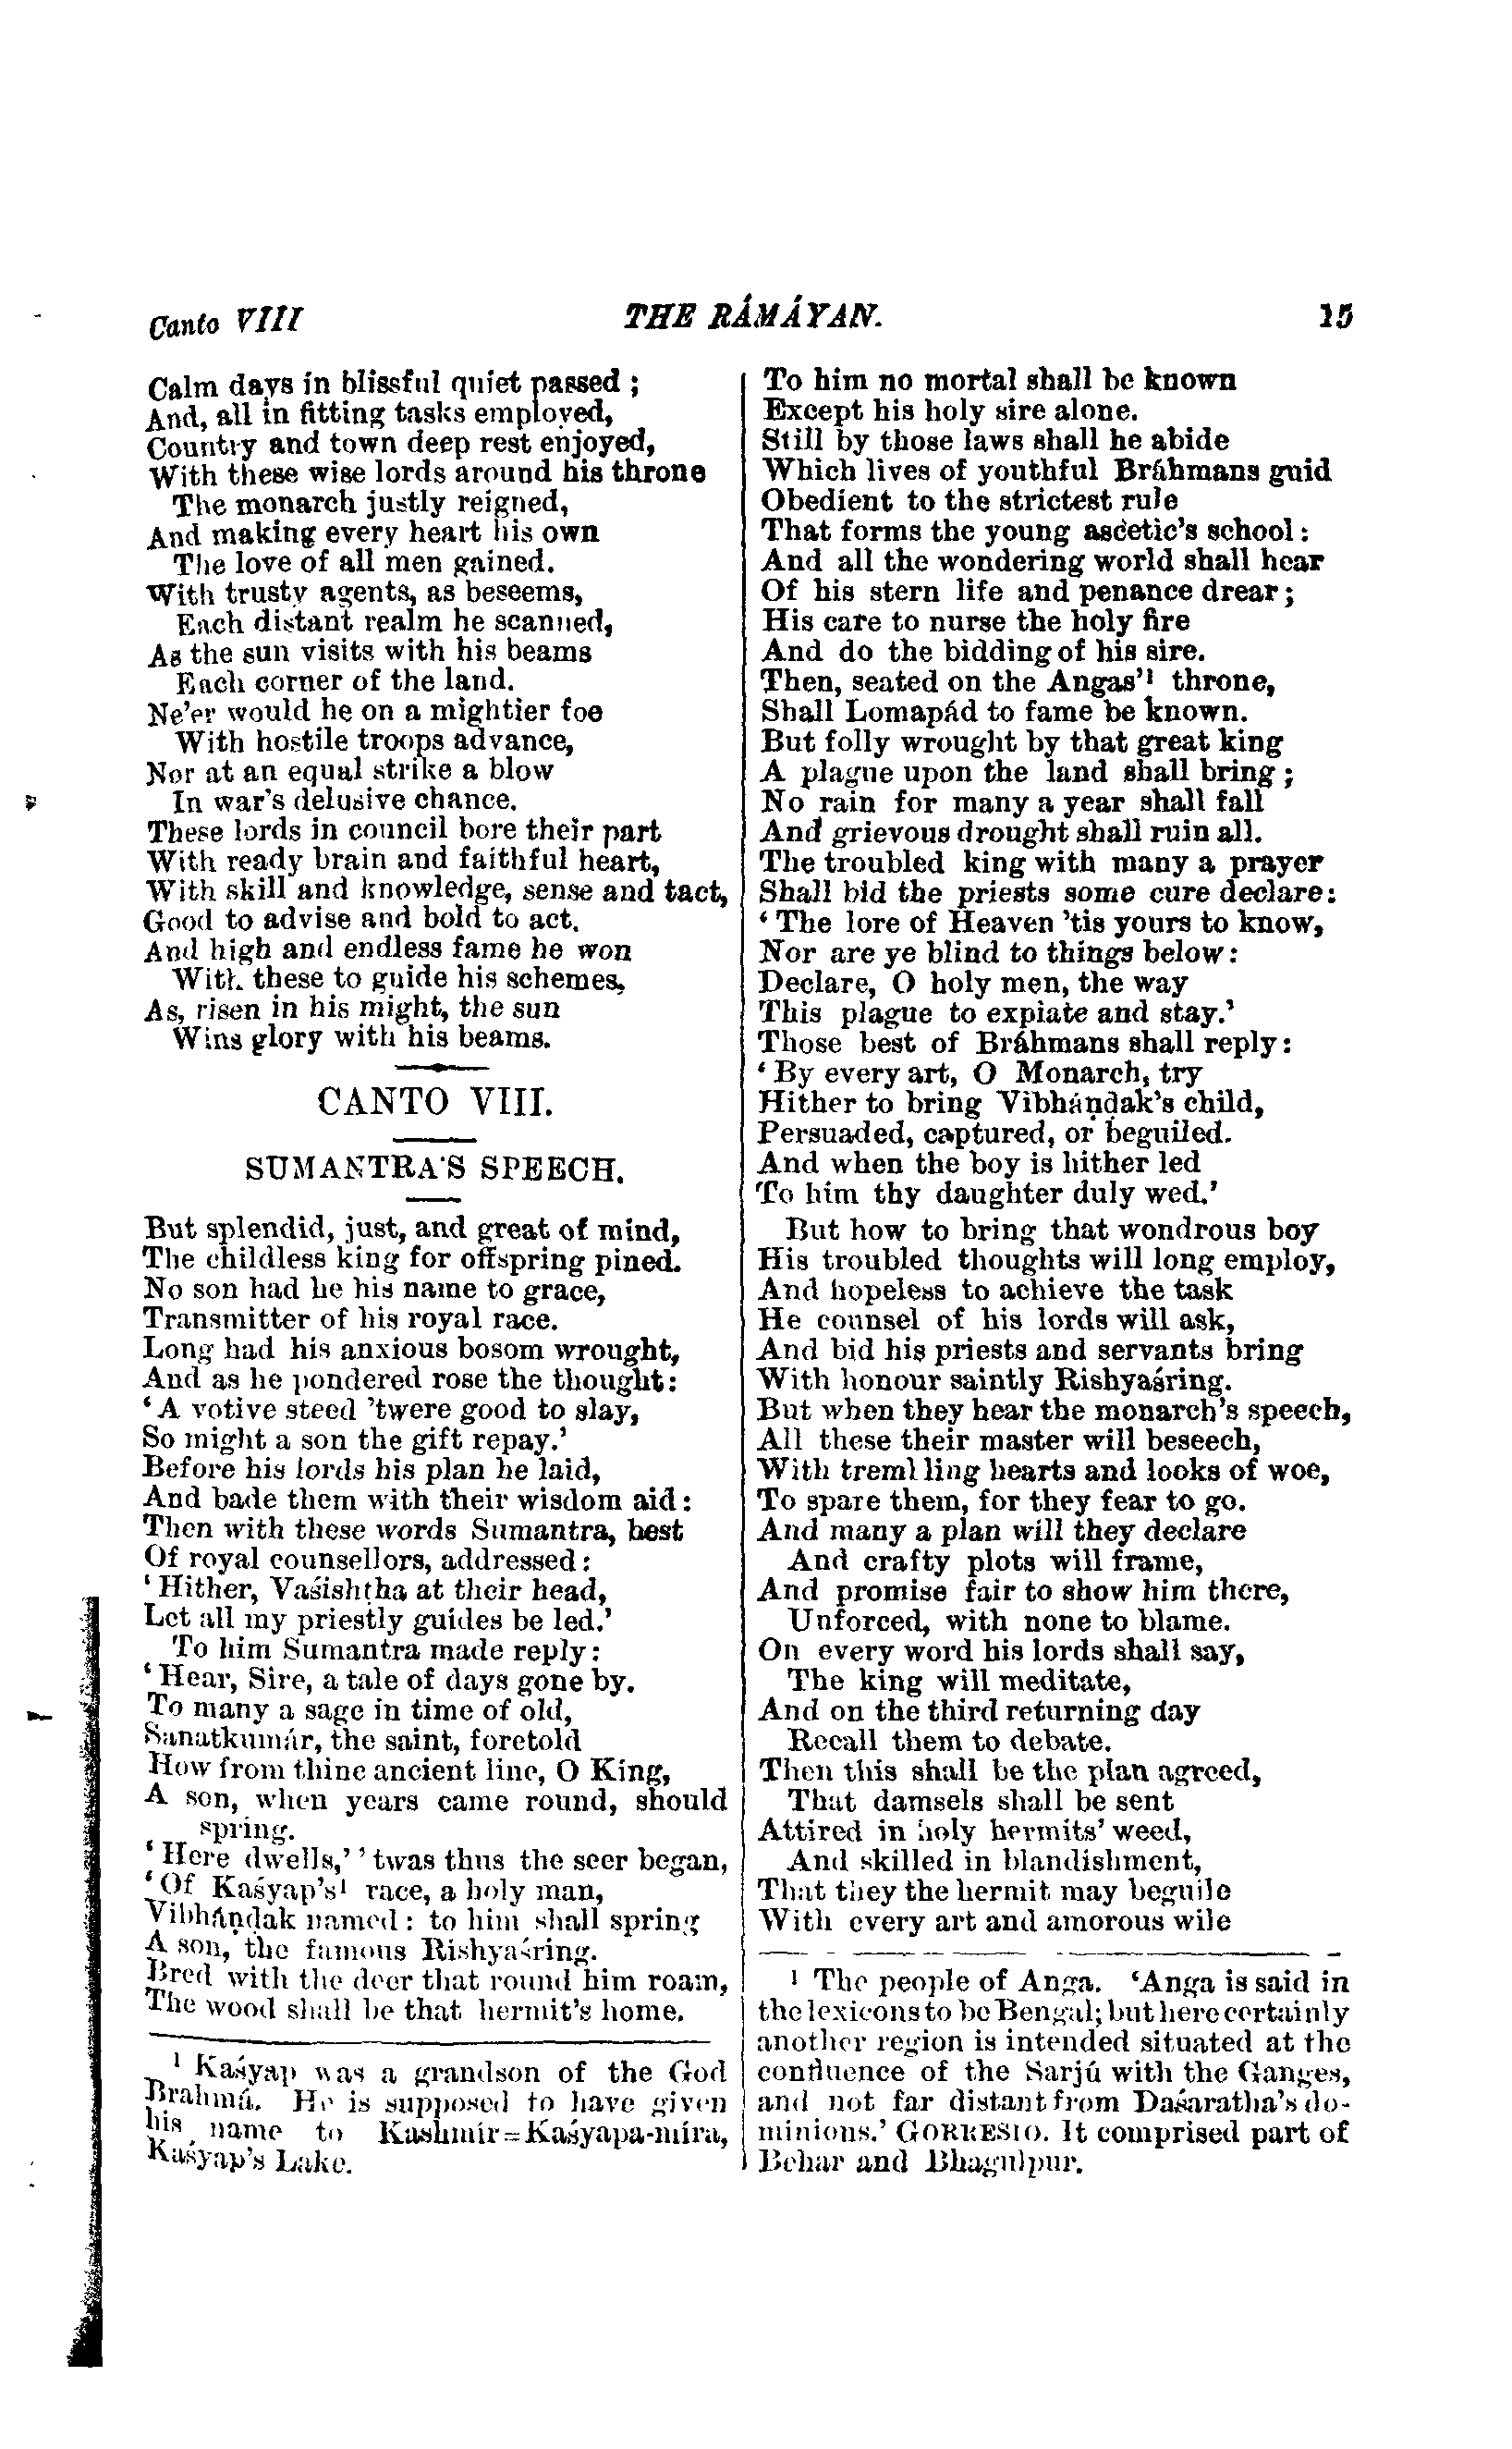 Canto VIII THE RÁMÁYAN. 15
Calm days in blissful quiet passed ;
And, all in fitting tasks employed,
Country and town deep rest enjoyed,
With these wise lords around his throne
The monarch justly reigned,
And making every heart his own
The love of all men gained.
With trusty agents, as beseems,
Each distant realm he scanned,
As the sun visits with his beams
Each corner of the land.
Ne'er would he on a mightier foe
With hostile troops advance,
Nor at an equal strike a blow
In war's delusive chance.
These lords in council bore their part
With ready brain and faithful heart,
With skill and knowledge, sense and tact,
Good to advise and bold to act.
And high and endless fame he won
With these to guide his schemes,
As, risen in his might, the sun
Wins glory with his beams.
CANTO VIII.
SUMANTRA'S SPEECH.
But splendid, just, and great of mind,
The childless king for offspring pined.
No son had he his name to grace,
Transmitter of his royal race.
Long had his anxious bosom wrought,
And as he pondered rose the thought:
‘A votive steed 'twere good to slay,
So might a son the gift repay.’
Before his lords his plan he laid,
And bade them with their wisdom aid:
Then with these words Sumantra, best
Of royal counsellors, addressed:
‘Hither, Vaśishṭha at their head,
Let all my priestly guides be led.’
To him Sumantra made reply:
‘Hear, Sire, a tale of days gone by.
To many a sage in time of old,
Sanatkumár, the saint, foretold
How from thine ancient line, O King,
A son, when years came round, should
spring.
‘Here dwells,’ 'twas thus the seer began,
‘Of Kaśyap's¹ race, a holy man,
Vibháṇḍak named: to him shall spring
A son, the famous Rishyaśring.
Bred with the deer that round him roam,
The wood shall be that hermit's home.
¹ Kaśyap was a grandson of the God
Brahmá. He is supposed to have given
his name to Kashmír=Kaśyapa-míra,
Kaśyap's Lake.
To him no mortal shall be known
Except his holy sire alone.
Still by those laws shall he abide
Which lives of youthful Bráhmans guid
Obedient to the strictest rule
That forms the young ascetic's school:
And all the wondering world shall hear
Of his stern life and penance drear;
His care to nurse the holy fire
And do the bidding of his sire.
Then, seated on the Angas'¹ throne,
Shall Lomapád to fame be known.
But folly wrought by that great king
A plague upon the land shall bring ;
No rain for many a year shall fall
And grievous drought shall ruin all.
The troubled king with many a prayer
Shall bid the priests some cure declare:
‘The lore of Heaven 'tis yours to know,
Nor are ye blind to things below:
Declare, O holy men, the way
This plague to expiate and stay.’
Those best of Bráhmans shall reply:
‘By every art, O Monarch, try
Hither to bring Vibháṇḍak's child,
Persuaded, captured, or beguiled.
And when the boy is hither led
To him thy daughter duly wed.’
But how to bring that wondrous boy
His troubled thoughts will long employ,
And hopeless to achieve the task
He counsel of his lords will ask,
And bid his priests and servants bring
With honour saintly Rishyaśring.
But when they hear the monarch's speech,
All these their master will beseech,
With trembling hearts and looks of woe,
To spare them, for they fear to go.
And many a plan will they declare
And crafty plots will frame,
And promise fair to show him there,
Unforced, with none to blame.
On every word his lords shall say,
The king will meditate,
And on the third returning day
Recall them to debate.
Then this shall be the plan agreed,
That damsels shall be sent
Attired in holy hermits' weed,
And skilled in blandishment,
That they the hermit may beguile
With every art and amorous wile
¹ The people of Anga. ‘Anga is said in
the lexicons to be Bengal; but here certainly
another region is intended situated at the
confluence of the Sarjú with the Ganges,
and not far distant from Daśaratha's do-
minions.’ GORRESIO. It comprised part of
Behar and Bhagulpur.